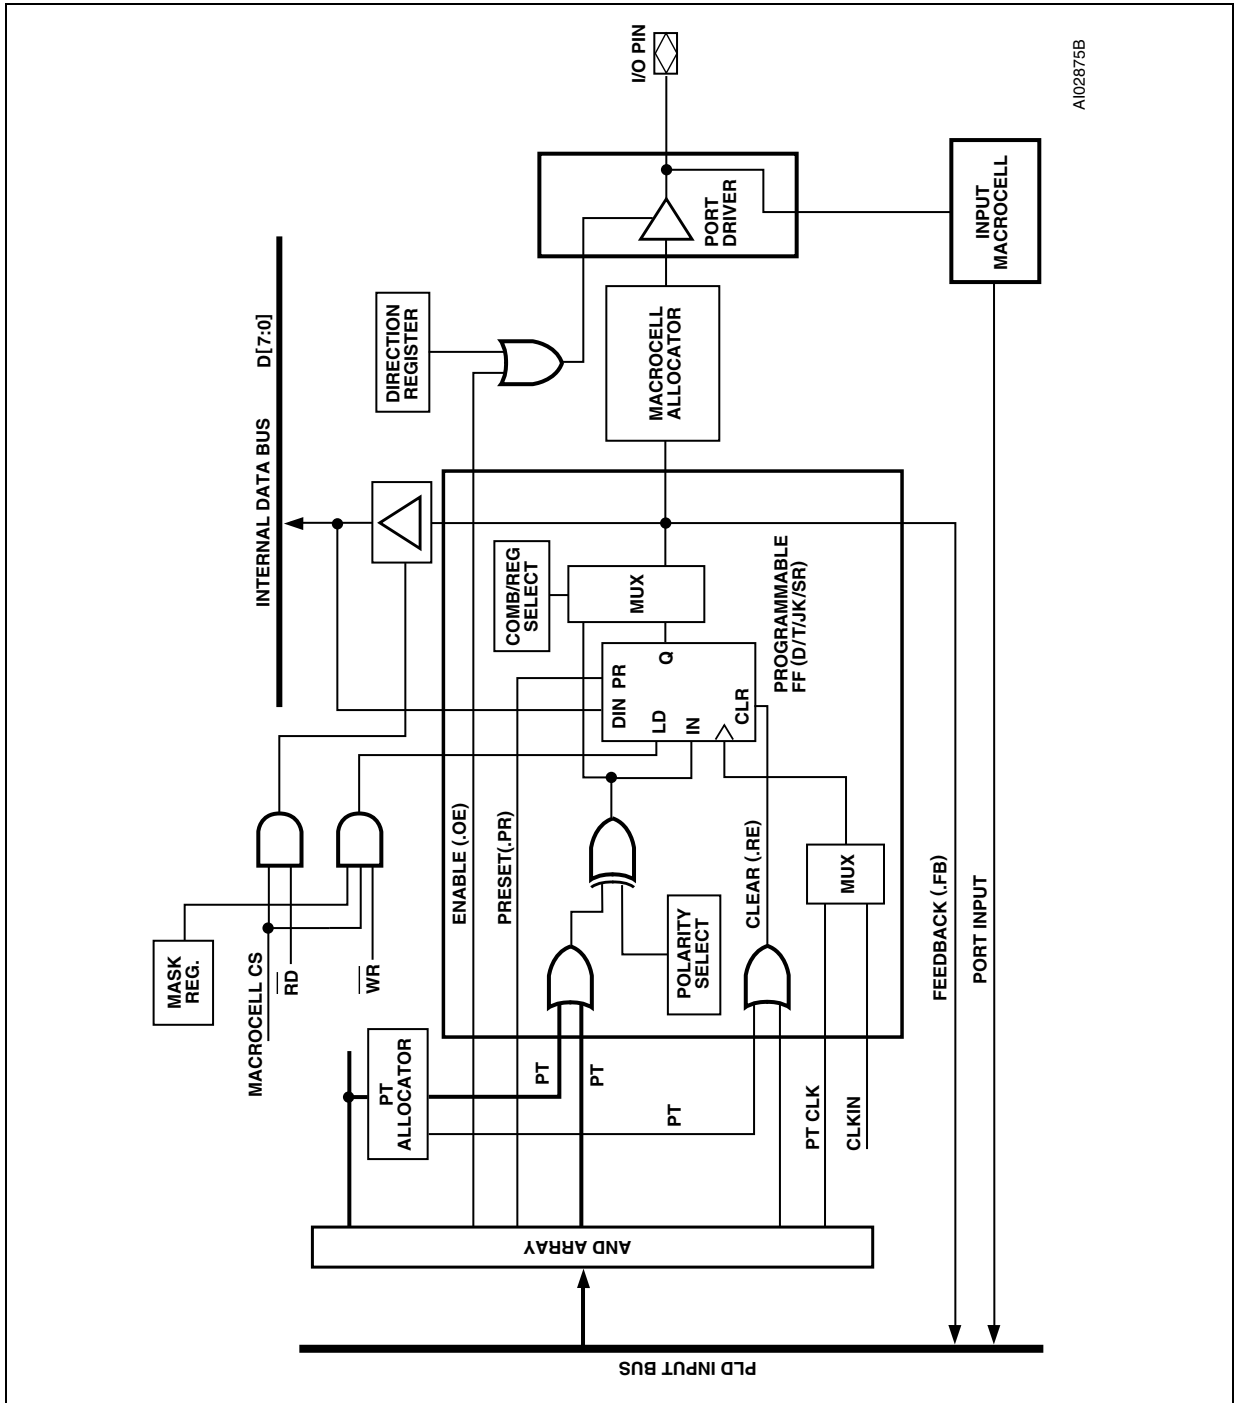 I/O PIN
AI02875B
PORT
DRIVER
INPUT
MACROCELL
INTERNAL DATA BUS
D[7:0]
DIRECTION
REGISTER
MACROCELL
ALLOCATOR
COMB/REG
SELECT
MUX
PROGRAMMABLE
FF (D/T/JK/SR)
DIN
PR
LD
Q
IN
CLR
ENABLE (.OE)
PRESET(.PR)
CLEAR (.RE)
MUX
POLARITY
SELECT
FEEDBACK (.FB)
PORT INPUT
MASK
REG.
MACROCELL CS
RD
WR
PT
ALLOCATOR
PT
PT
PT
PT CLK
CLKIN
AND ARRAY
PLD INPUT BUS